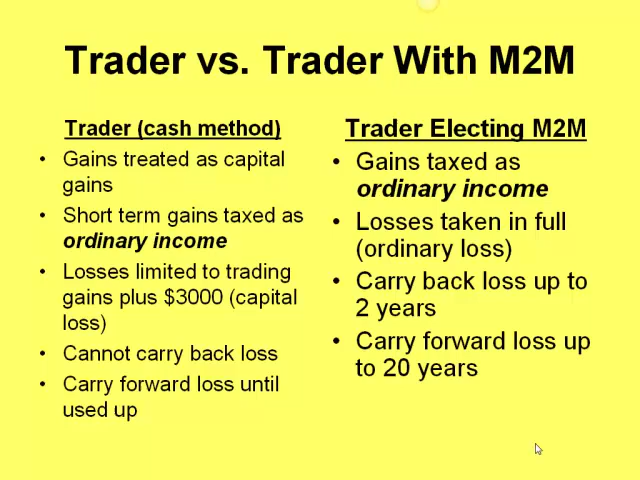 Trader vs. Trader With M2M
Trader (cash method)
• Gains treated as capital
gains
• Short term gains taxed as
ordinary income
• Losses limited to trading
gains plus $3000 (capital
loss)
• Cannot carry back loss
• Carry forward loss until
used up
Trader Electing M2M
• Gains taxed as
ordinary income
• Losses taken in full
(ordinary loss)
• Carry back loss up to
2 years
• Carry forward loss up
to 20 years